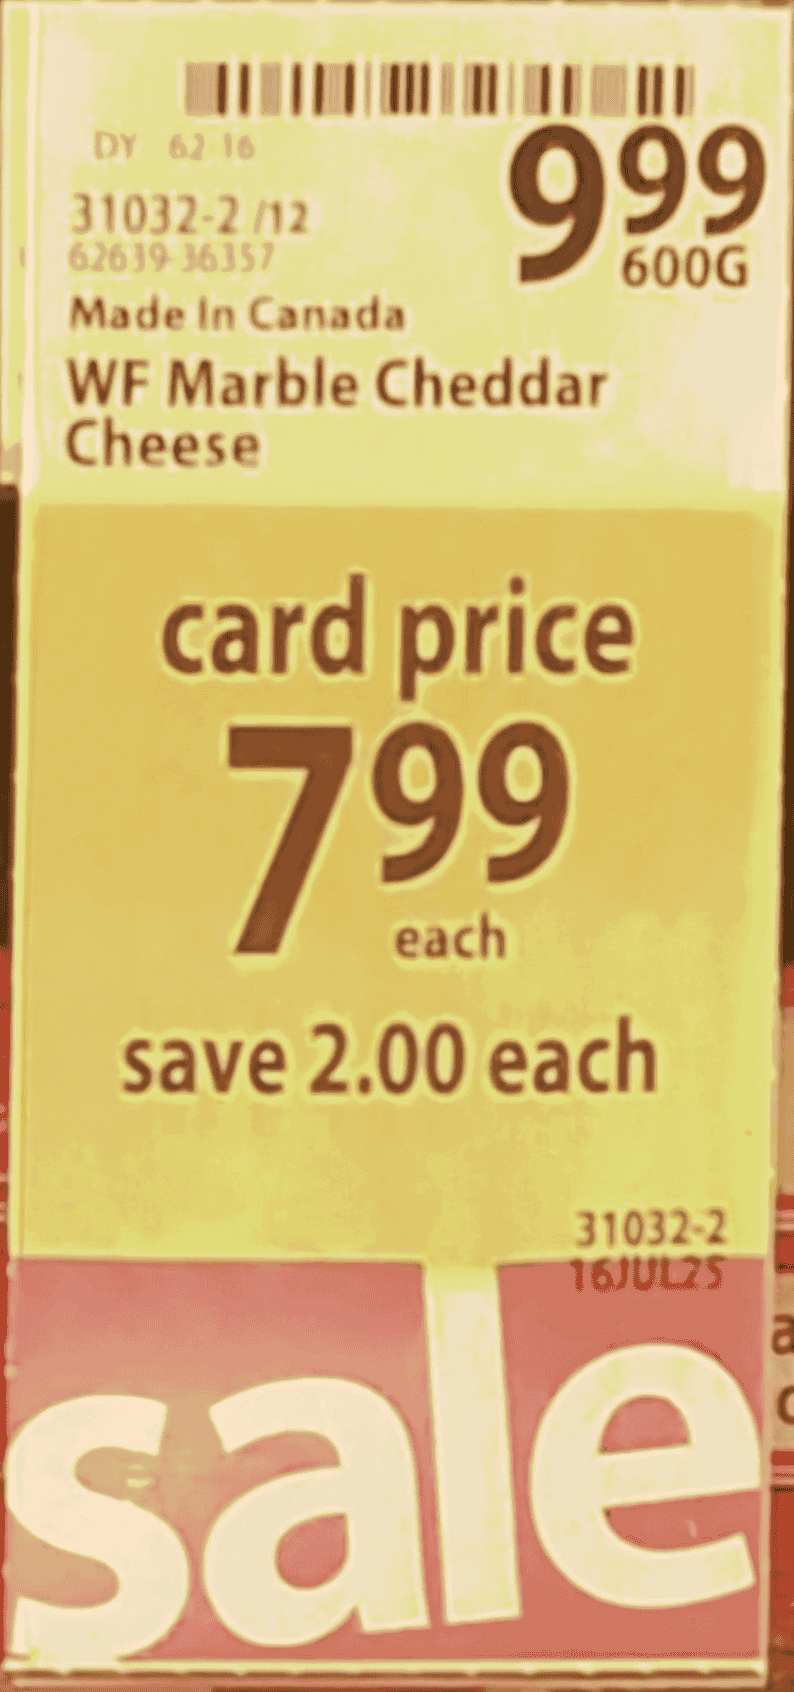 DY 62 16
9 99
31032-2 /12
600G
62639-36357
Made In Canada
WF Marble Cheddar
Cheese
card price
7 99
each
save 2.00 each
31032-2
16JUL25
sale